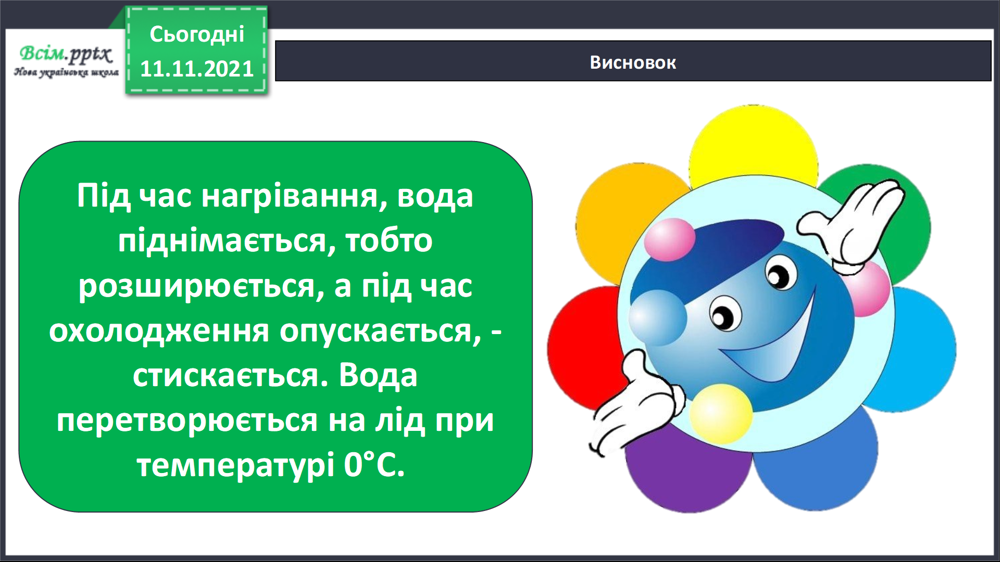 Всім.pptx
Нова українська школа
Сьогодні
11.11.2021
Висновок
Під час нагрівання, вода
піднімається, тобто
розширюється, а під час
охолодження опускається, -
стискається. Вода
перетворюється на лід при
температурі 0°С.